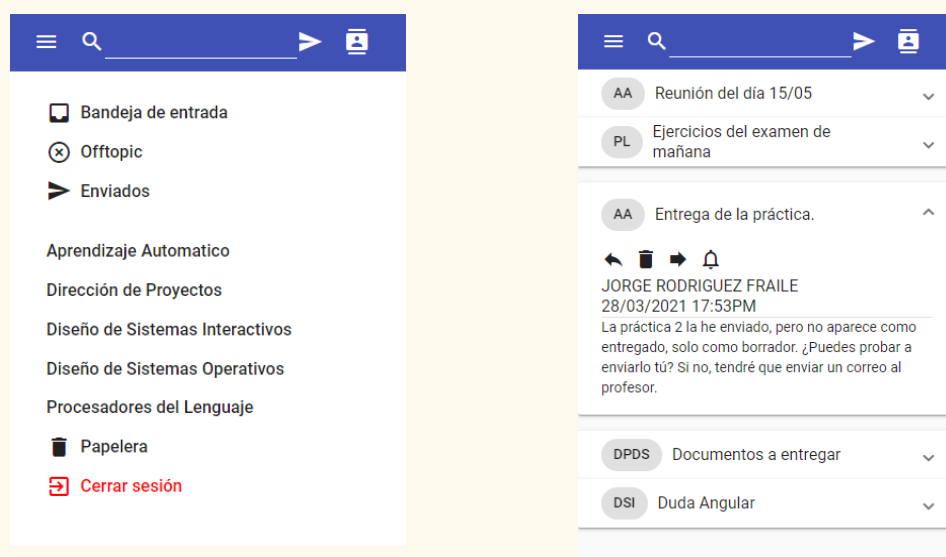 Bandeja de entrada
Offtopic
Enviados
Aprendizaje Automatico
Dirección de Proyectos
Diseño de Sistemas Interactivos
Diseño de Sistemas Operativos
Procesadores del Lenguaje
Papelera
Cerrar sesión
AA Reunión del día 15/05
PL Ejercicios del examen de
mañana
AA Entrega de la práctica.
JORGE RODRIGUEZ FRAILE
28/03/2021 17:53PM
La práctica 2 la he enviado, pero no aparece como
entregado, solo como borrador. ¿Puedes probar a
enviarlo tú? Si no, tendré que enviar un correo al
profesor.
DPDS Documentos a entregar
DSI Duda Angular